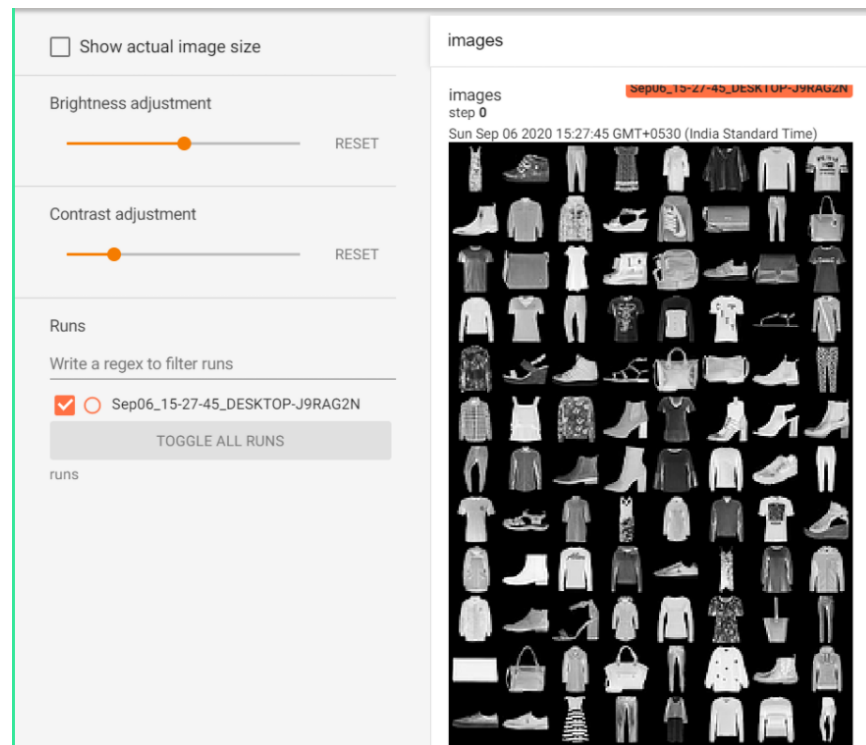 Show actual image size
Brightness adjustment
RESET
Contrast adjustment
RESET
Runs
Write a regex to filter runs
Sep06_15-27-45_DESKTOP-J9RAG2N
TOGGLE ALL RUNS
runs
images
images
Sep06_15-27-45_DESKTOP-J9RAG2N
step 0
Sun Sep 06 2020 15:27:45 GMT+0530 (India Standard Time)